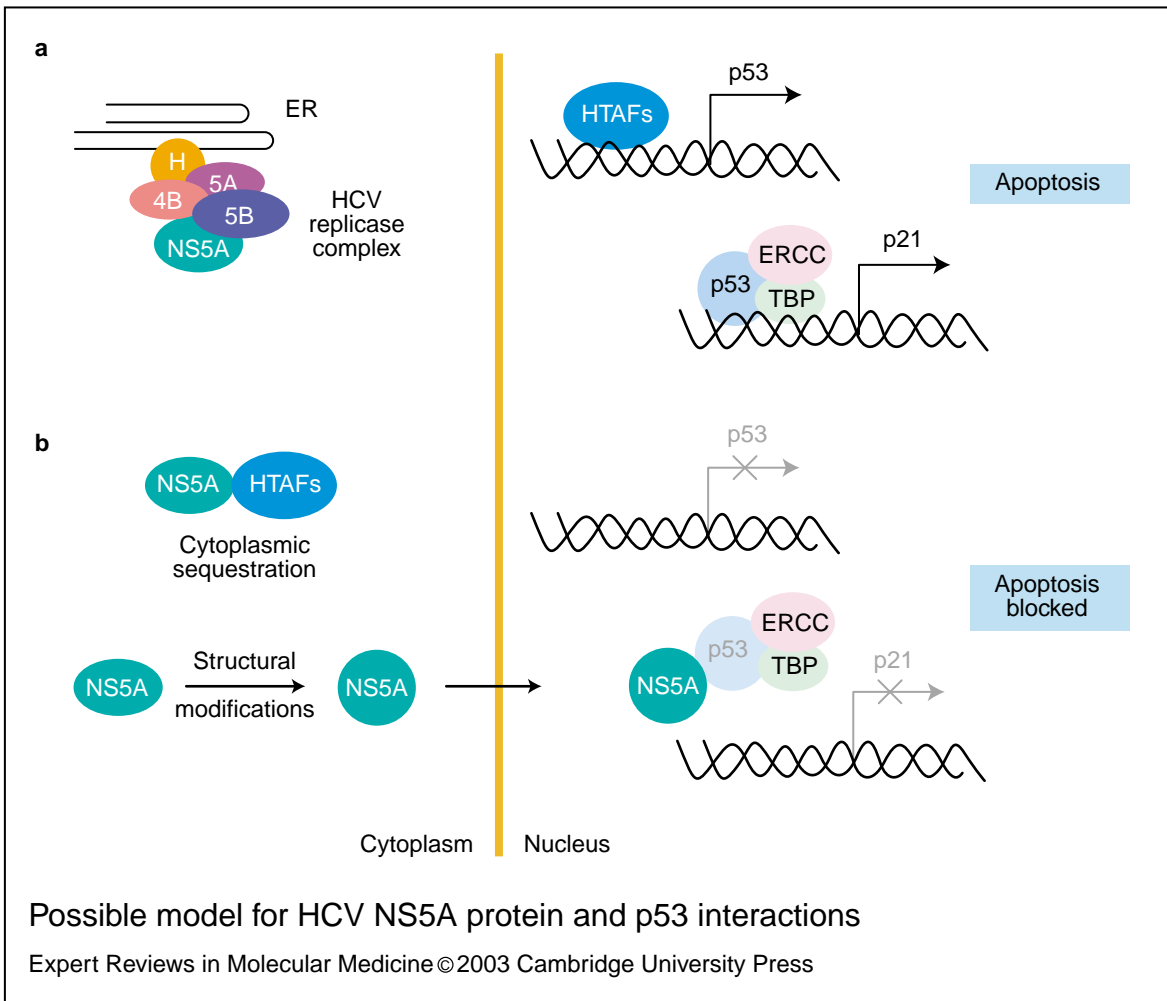 a
ER
H
5A
4B
5B
NS5A
HCV
replicase
complex
HTAFs
p53
Apoptosis
p53
ERCC
TBP
p21
b
NS5A
HTAFs
Cytoplasmic
sequestration
p53
Apoptosis
blocked
NS5A
Structural
modifications
NS5A
NS5A
p53
ERCC
TBP
p21
Cytoplasm
Nucleus
Possible model for HCV NS5A protein and p53 interactions
Expert Reviews in Molecular Medicine © 2003 Cambridge University Press